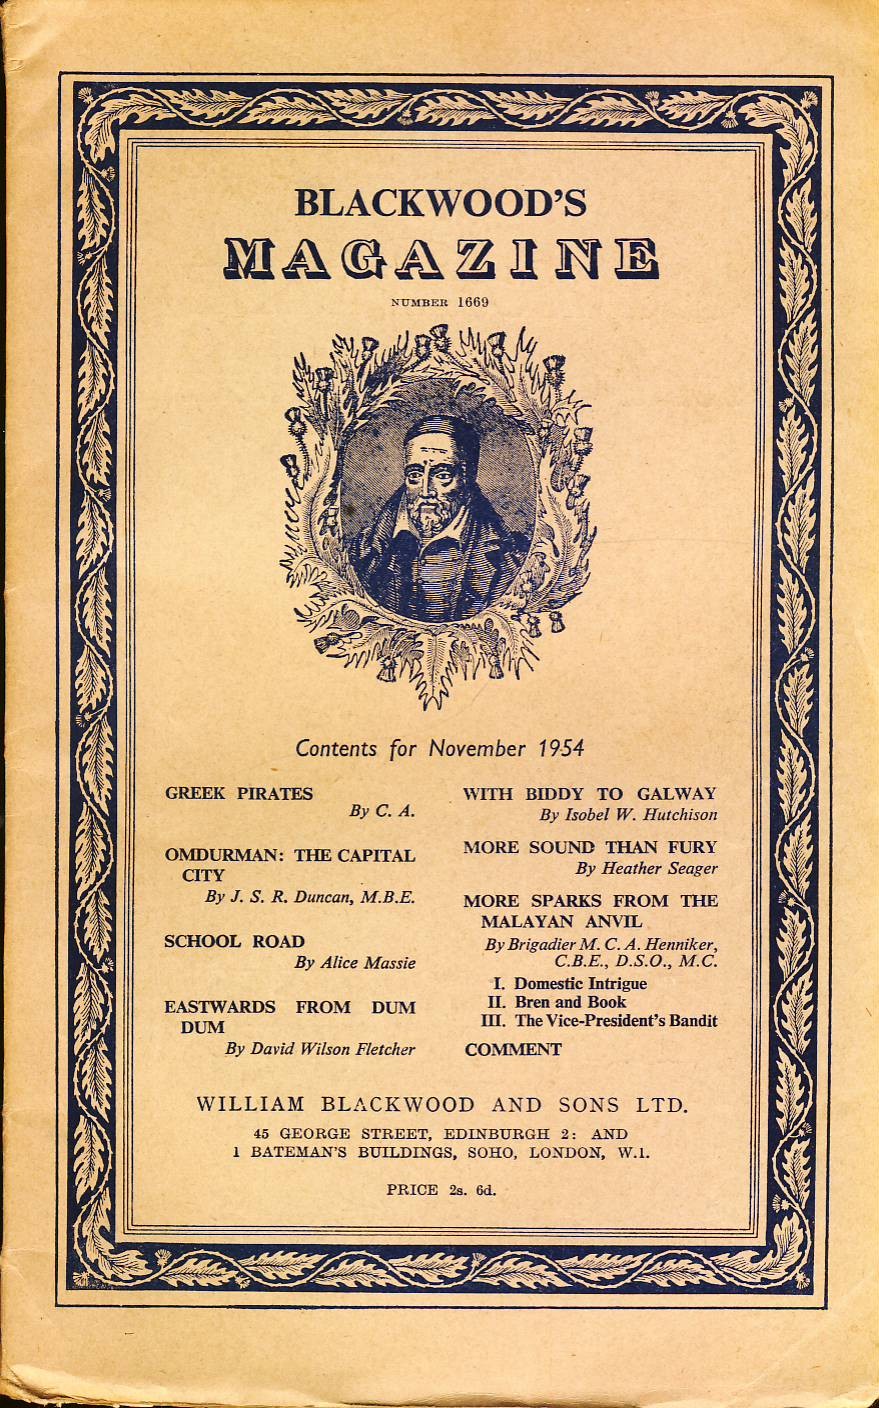 BLACKWOOD'S
MAGAZINE
NUMBER 1669
Contents for November 1954
GREEK PIRATES
By C. A.
OMDURMAN: THE CAPITAL
CITY
By J. S. R. Duncan, M.B.E.
SCHOOL ROAD
By Alice Massie
EASTWARDS FROM DUM
DUM
By David Wilson Fletcher
WITH BIDDY TO GALWAY
By Isobel W. Hutchison
MORE SOUND THAN FURY
By Heather Seager
MORE SPARKS FROM THE
MALAYAN ANVIL
By Brigadier M. C. A. Henniker,
C.B.E., D.S.O., M.C.
I. Domestic Intrigue
II. Bren and Book
III. The Vice-President's Bandit
COMMENT
WILLIAM BLACKWOOD AND SONS LTD.
45 GEORGE STREET, EDINBURGH 2: AND
1 BATEMAN'S BUILDINGS, SOHO, LONDON, W.1.
PRICE 2s. 6d.